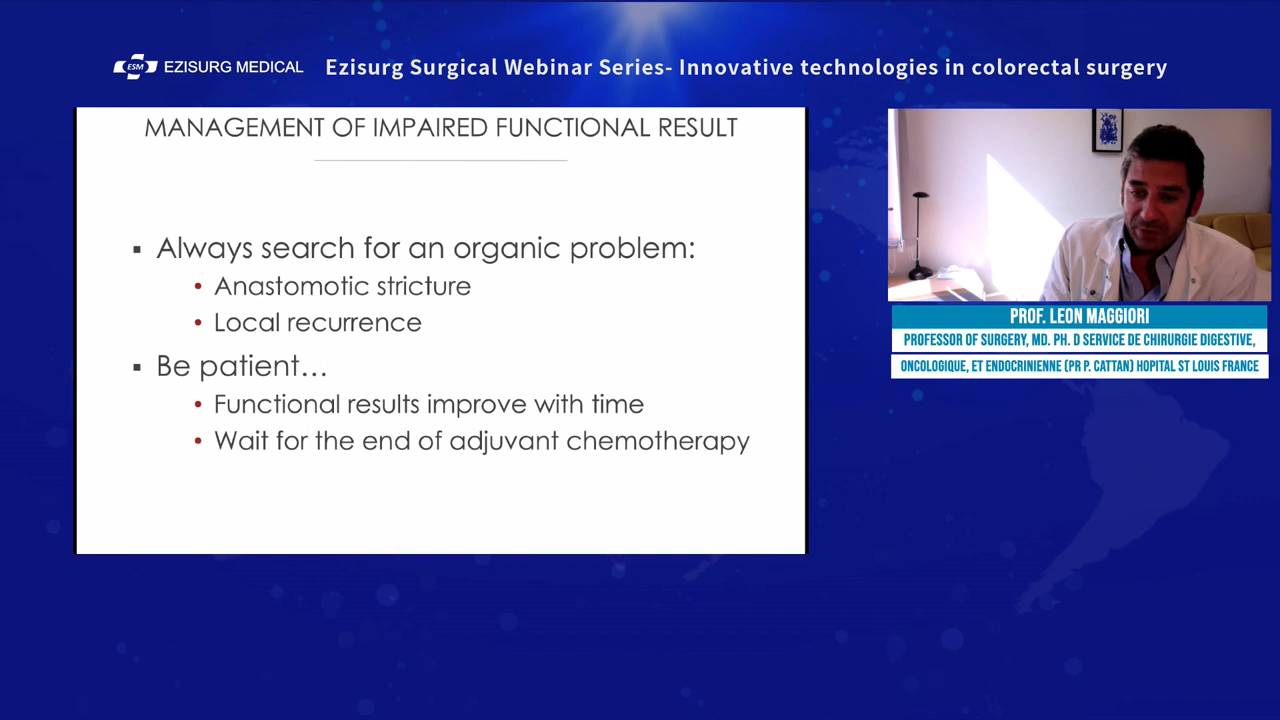 ESM EZISURG MEDICAL
Ezisurg Surgical Webinar Series- Innovative technologies in colorectal surgery
MANAGEMENT OF IMPAIRED FUNCTIONAL RESULT
▪ Always search for an organic problem:
• Anastomotic stricture
• Local recurrence
▪ Be patient…
• Functional results improve with time
• Wait for the end of adjuvant chemotherapy
PROF. LEON MAGGIORI
PROFESSOR OF SURGERY, MD. PH. D SERVICE DE CHIRURGIE DIGESTIVE,
ONCOLOGIQUE, ET ENDOCRINIENNE (PR P. CATTAN) HOPITAL ST LOUIS FRANCE